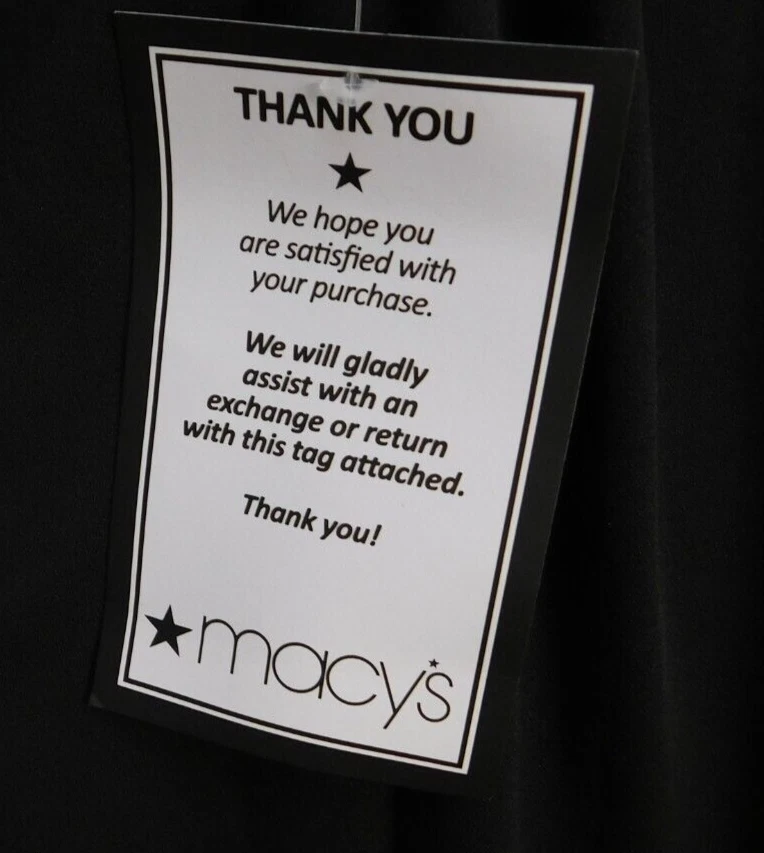 THANK YOU
We hope you
are satisfied with
your purchase.
We will gladly
assist with an
exchange or return
with this tag attached.
Thank you!
macy's